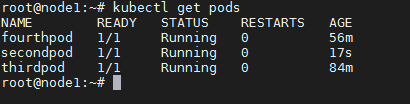 root@node1:~# kubectl get pods
NAME READY STATUS RESTARTS AGE
fourthpod 1/1 Running 0 56m
secondpod 1/1 Running 0 17s
thirdpod 1/1 Running 0 84m
root@node1:~#